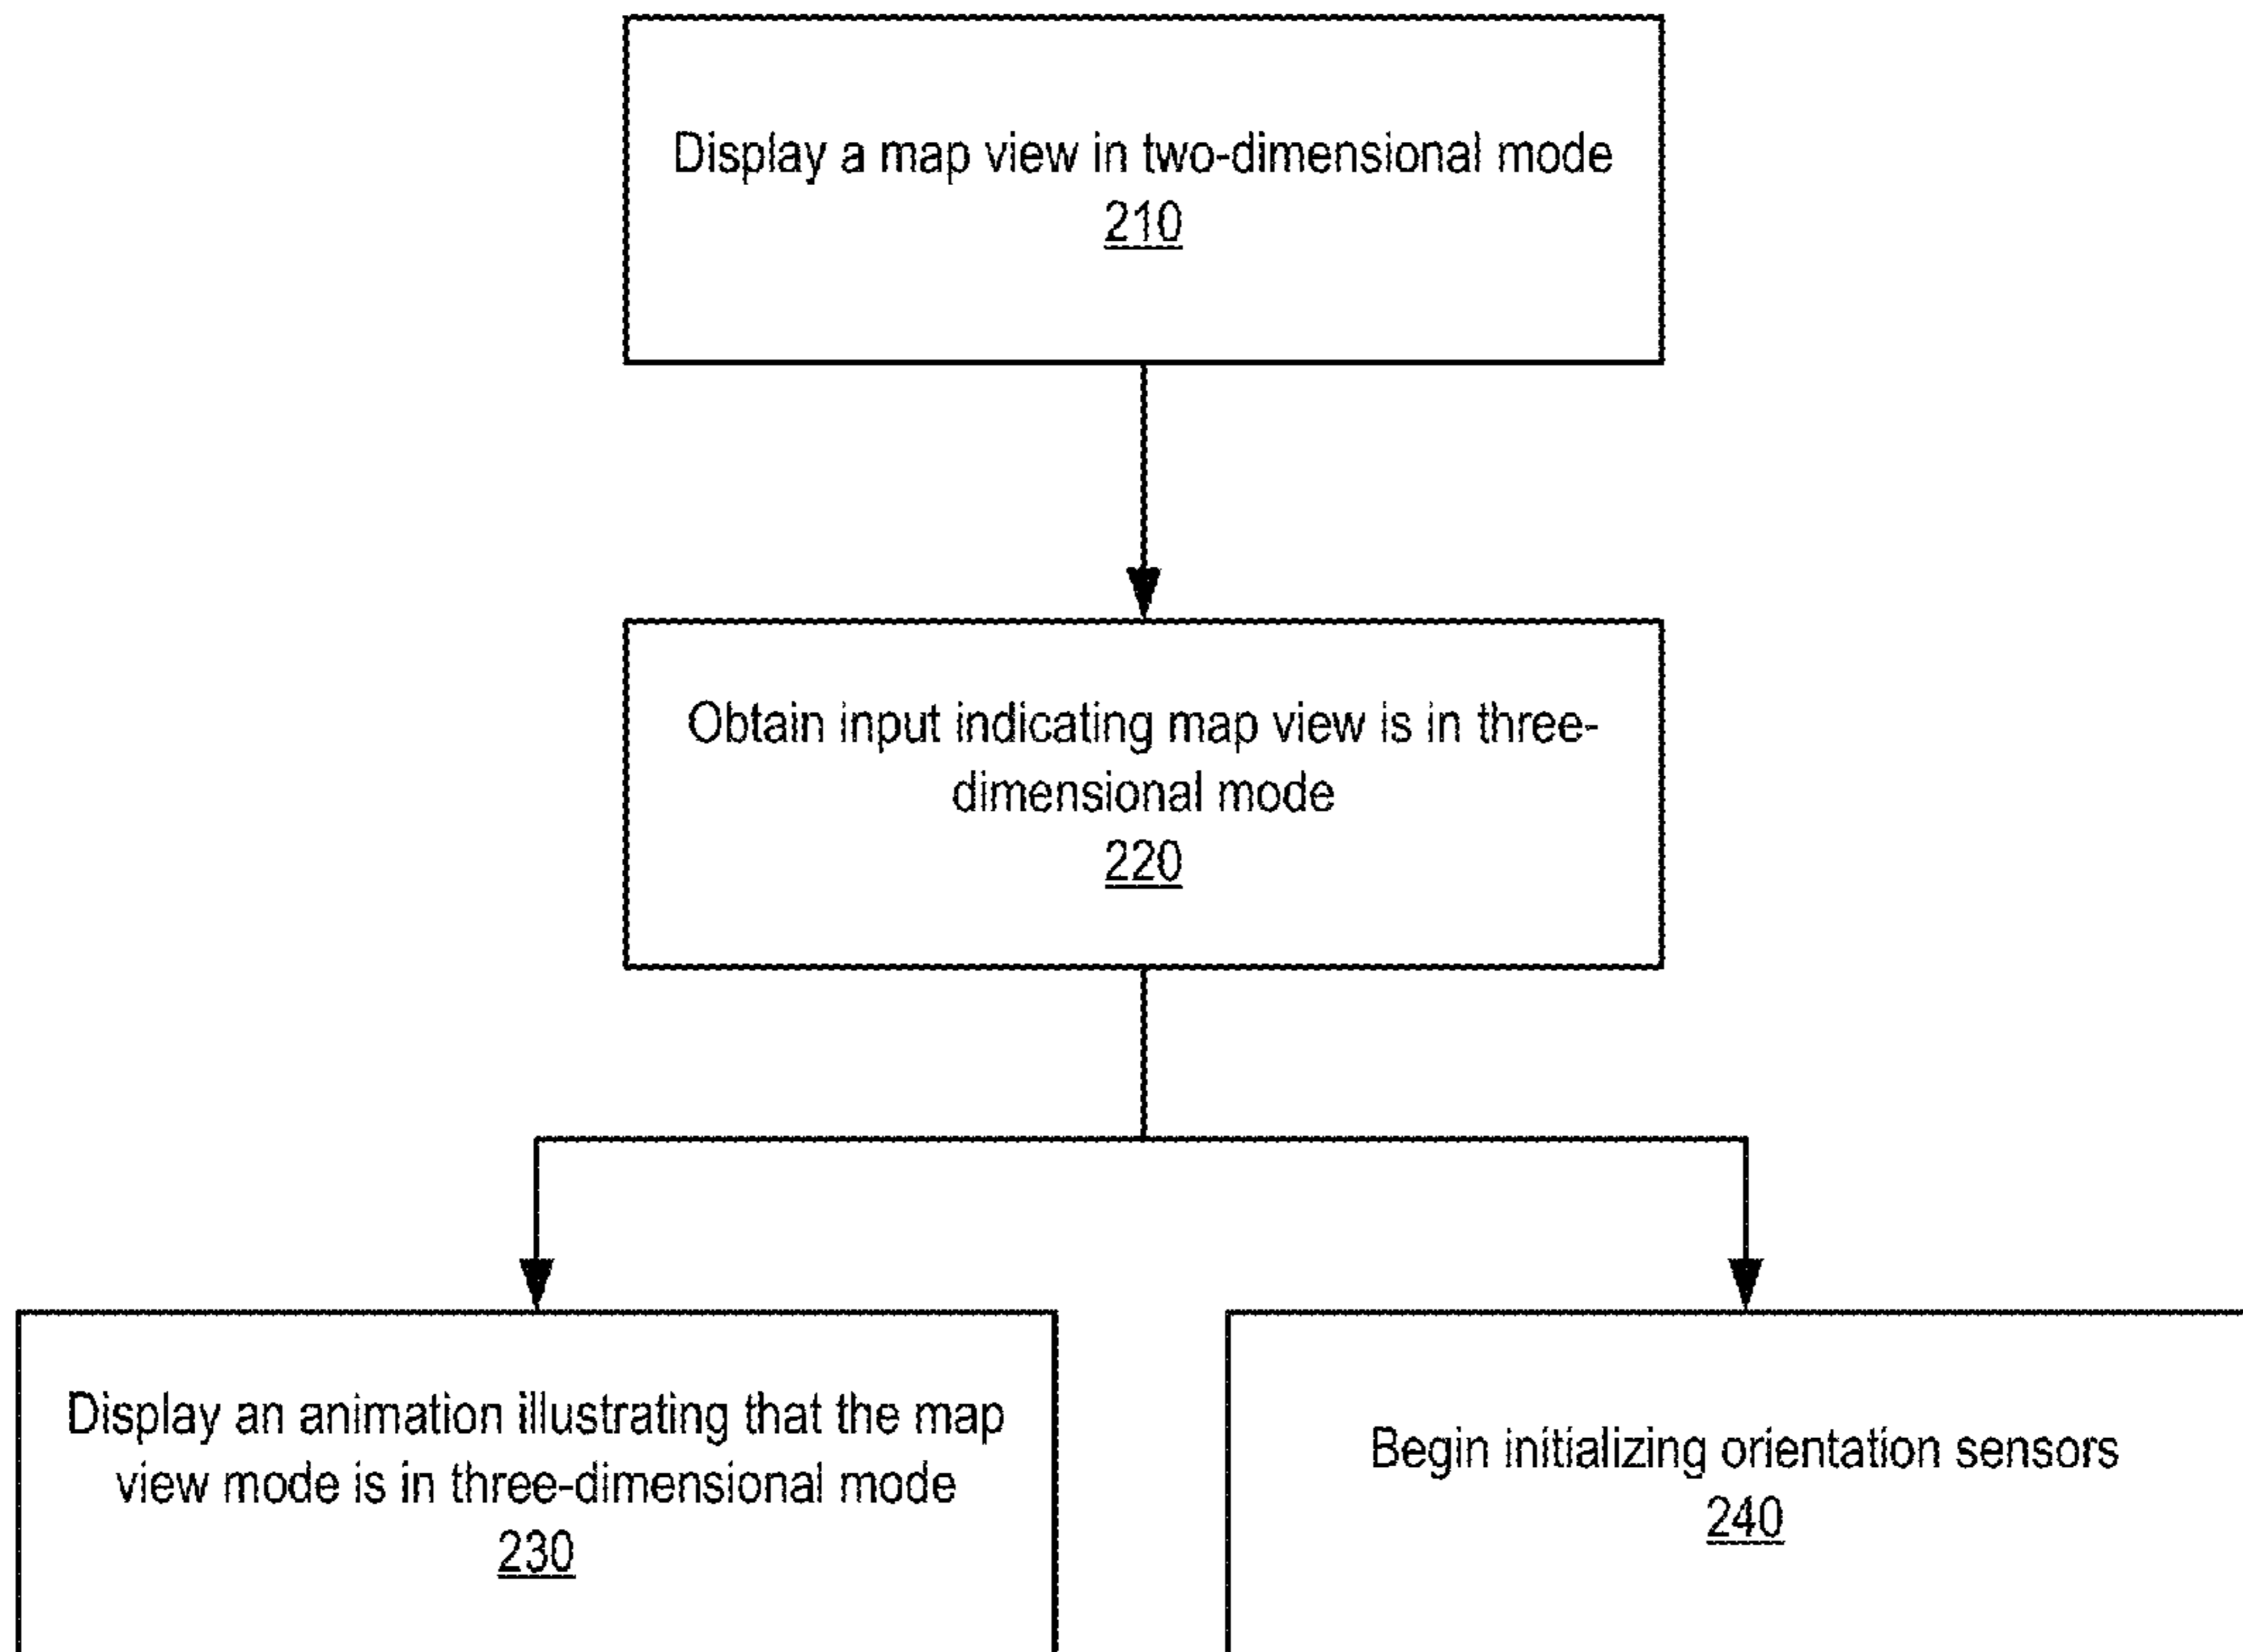 Display a map view in two-dimensional mode
210
Obtain input indicating map view is in three-
dimensional mode
220
Display an animation illustrating that the map
view mode is in three-dimensional mode
230
Begin initializing orientation sensors
240